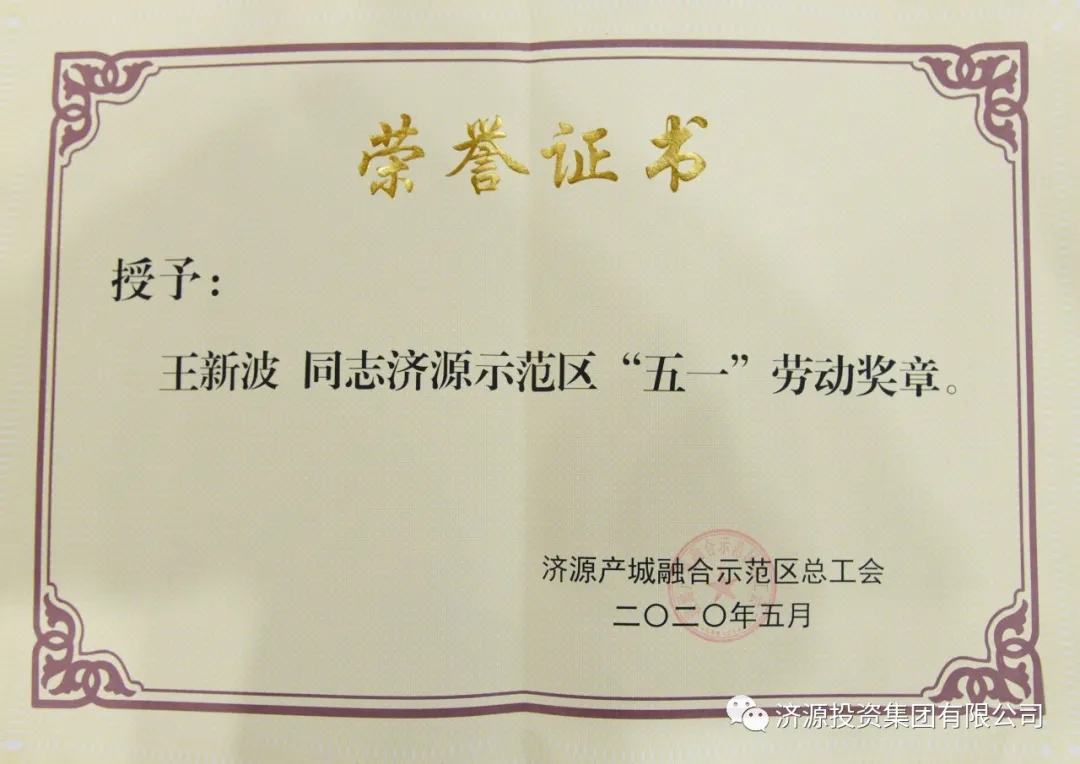 荣誉证书
授予：
王新波 同志济源示范区“五一”劳动奖章。
济源产城融合示范区总工会
二〇二〇年五月
济源投资集团有限公司